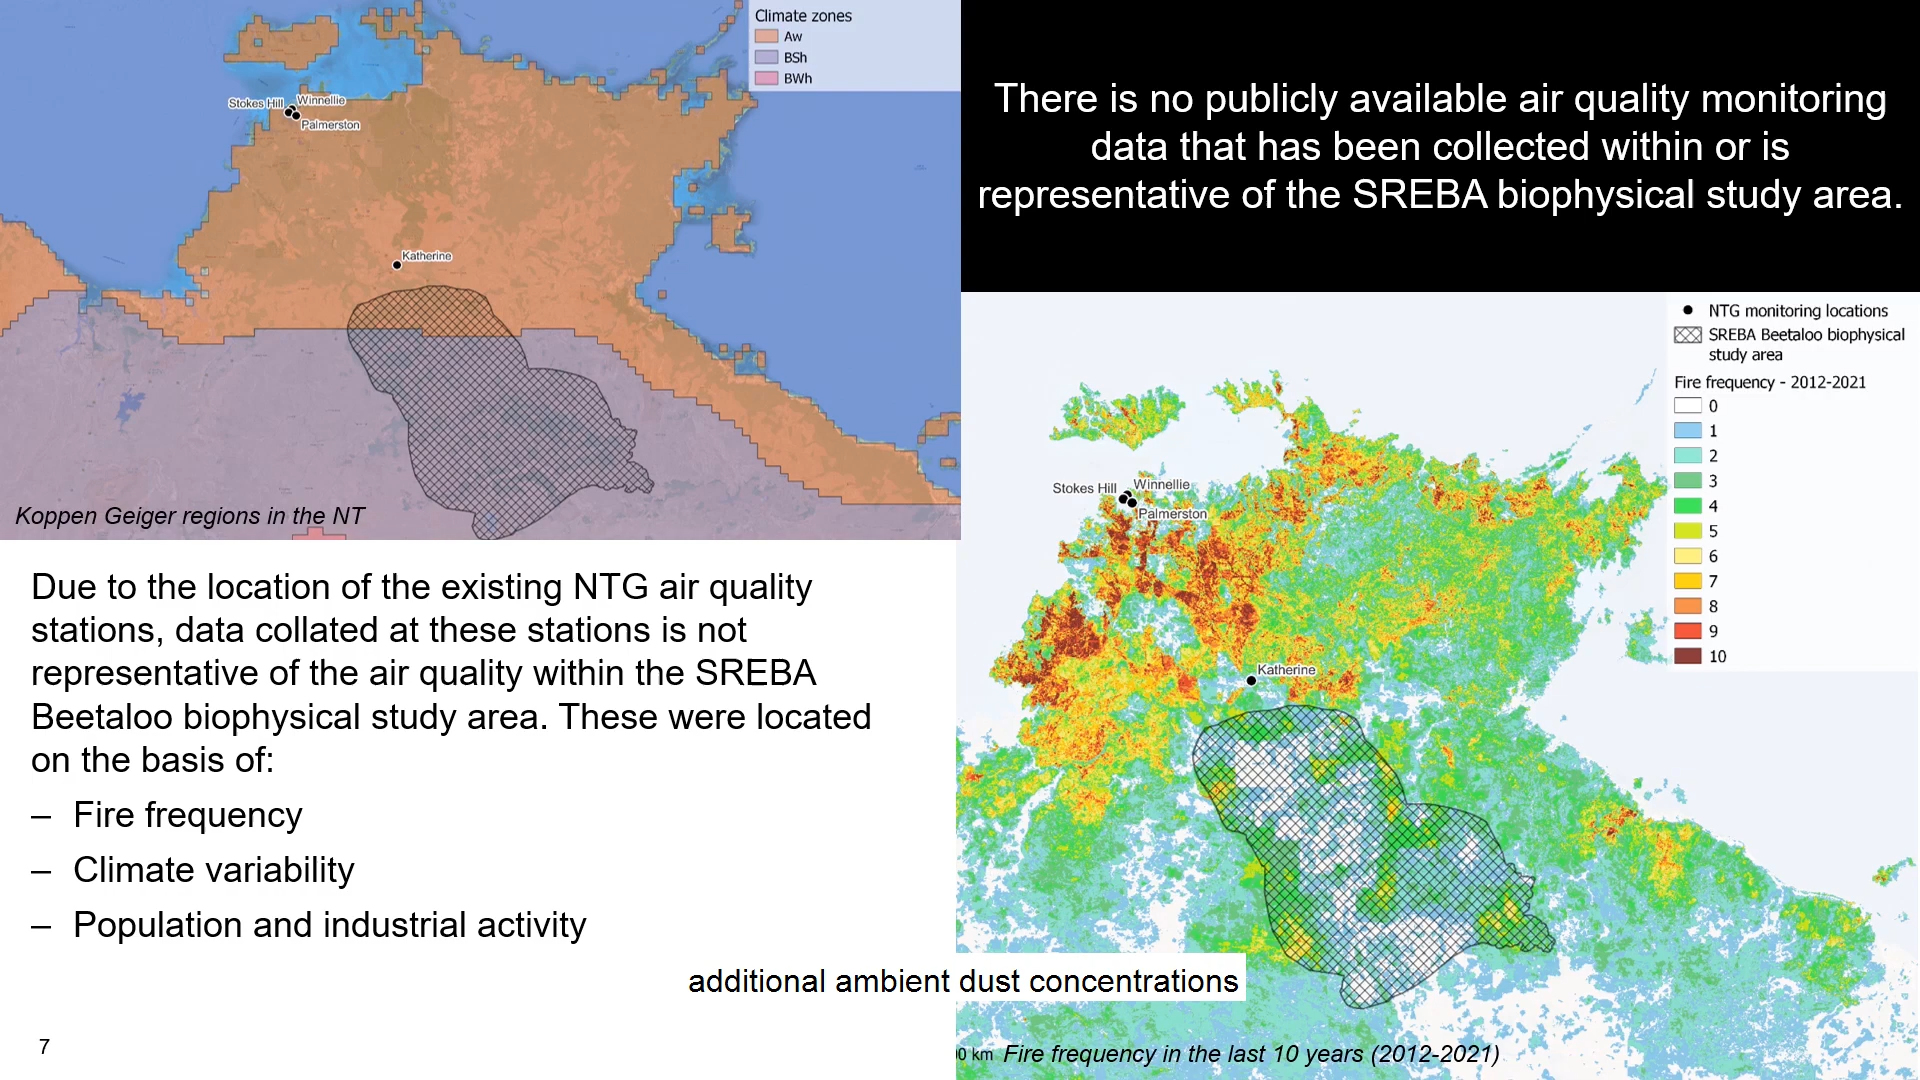 Climate zones
Aw
BSh
BWh
Stokes Hill
Winnellie
Palmerston
Katherine
Koppen Geiger regions in the NT
There is no publicly available air quality monitoring
data that has been collected within or is
representative of the SREBA biophysical study area.
Due to the location of the existing NTG air quality
stations, data collated at these stations is not
representative of the air quality within the SREBA
Beetaloo biophysical study area. These were located
on the basis of:
– Fire frequency
– Climate variability
– Population and industrial activity
NTG monitoring locations
SREBA Beetaloo biophysical
study area
Fire frequency - 2012-2021
0
1
2
3
4
5
6
7
8
9
10
Stokes Hill
Winnellie
Palmerston
Katherine
additional ambient dust concentrations
0 km
Fire frequency in the last 10 years (2012-2021)
7